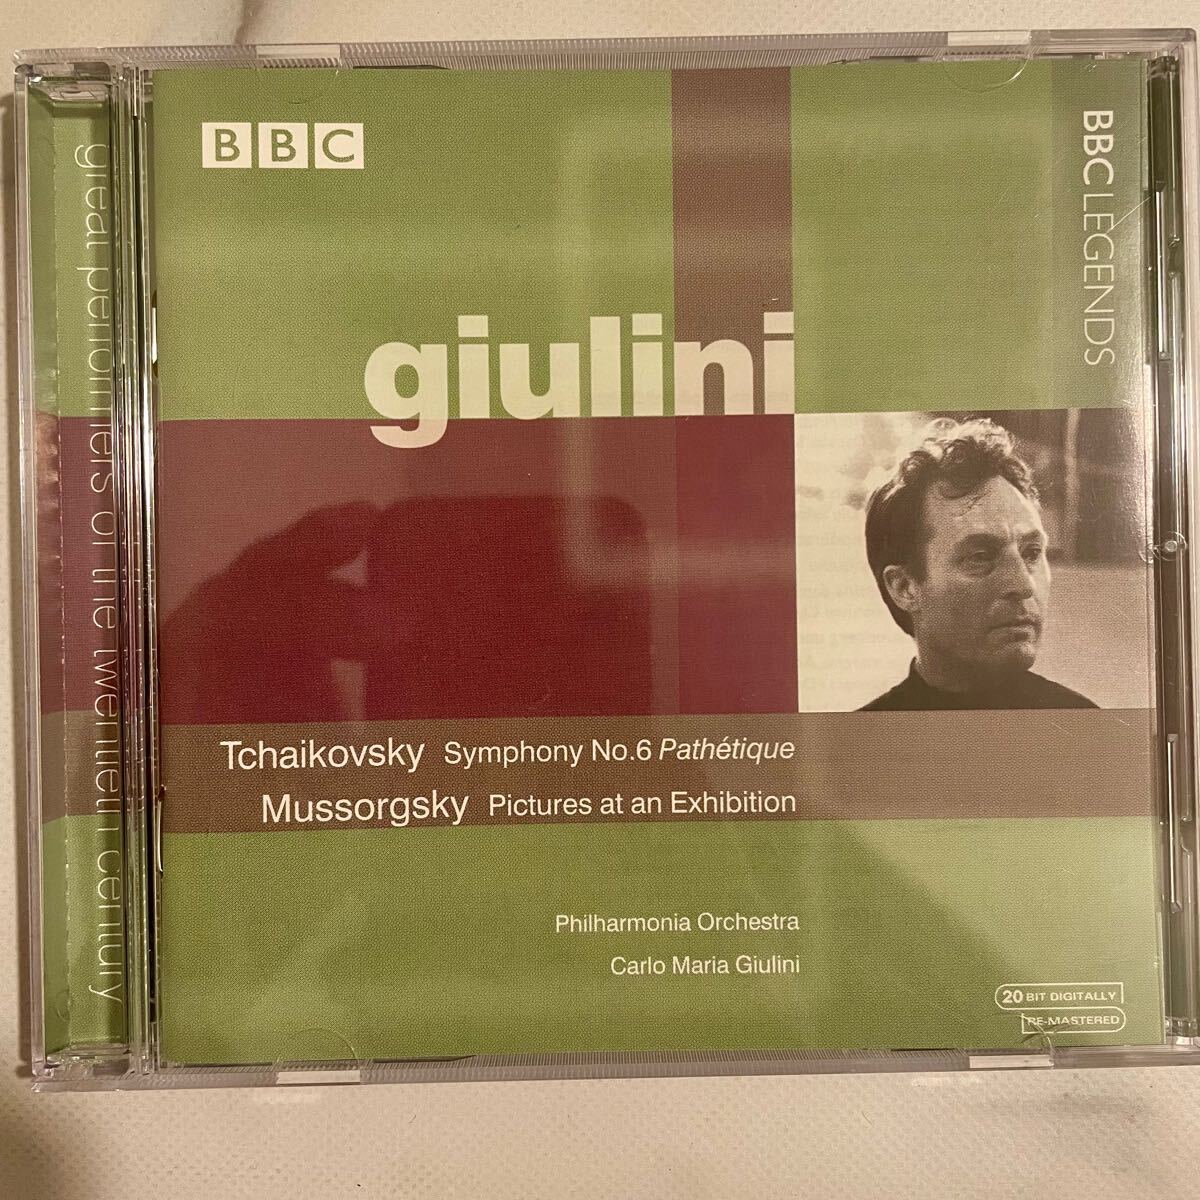 great performers of the twentieth century
BBC
BBC LEGENDS
giulini
Tchaikovsky Symphony No.6 Pathétique
Mussorgsky Pictures at an Exhibition
Philharmonia Orchestra
Carlo Maria Giulini
20 BIT DIGITALLY
RE-MASTERED